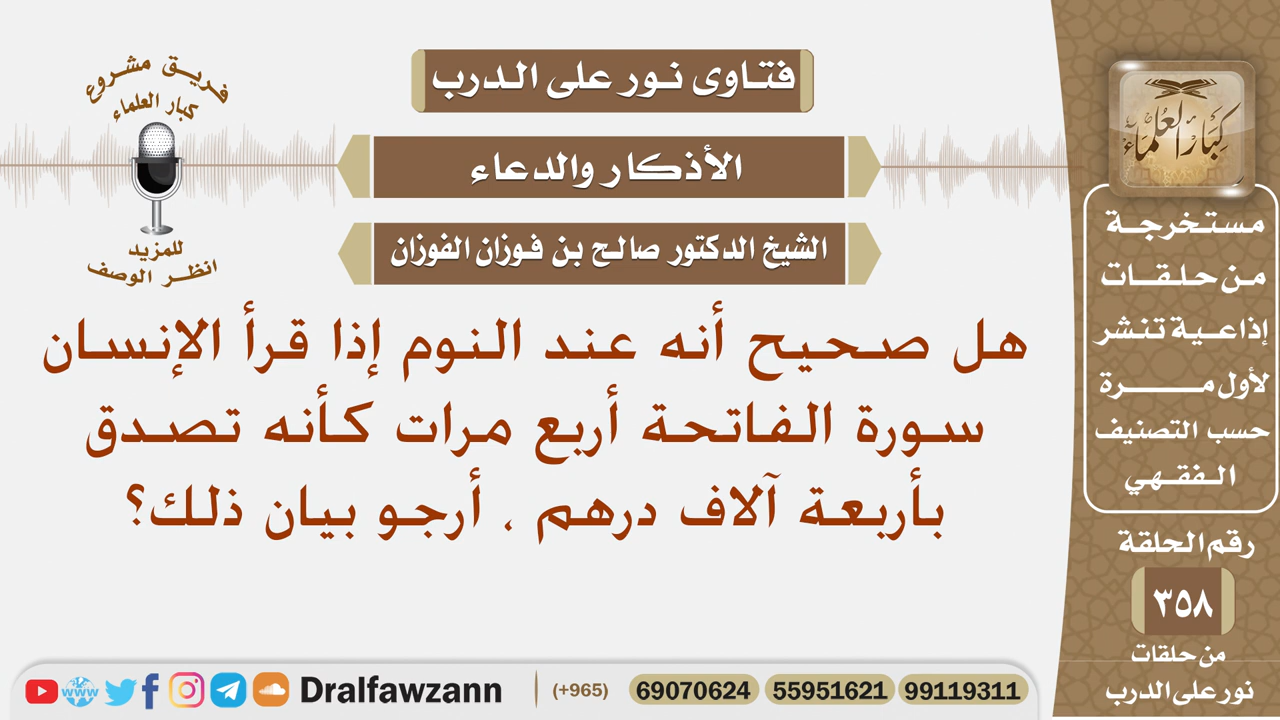 فتاوى نور على الدرب
الأذكار والدعاء
الشيخ الدكتور صالح بن فوزان الفوزان
هل صحيح أنه عند النوم إذا قرأ الإنسان
سورة الفاتحة أربع مرات كأنه تصدق
بأربعة آلاف درهم ، أرجو بيان ذلك؟
فريق مشروع
كبار العلماء
للمزيد
انظر الوصف
كبار العلماء
مستخرجة
من حلقات
إذاعية تنشر
لأول مرة
حسب التصنيف
الفقهي
رقم الحلقة
٣٥٨
من حلقات
نور على الدرب
www Dralfawzann (+965) 69070624 55951621 99119311